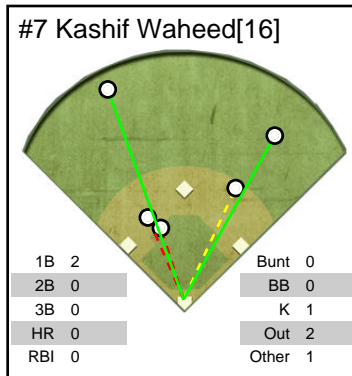 #7 Kashif Waheed[16]
1B 2 Bunt 0
2B 0 BB 0
3B 0 K 1
HR 0 Out 2
RBI 0 Other 1